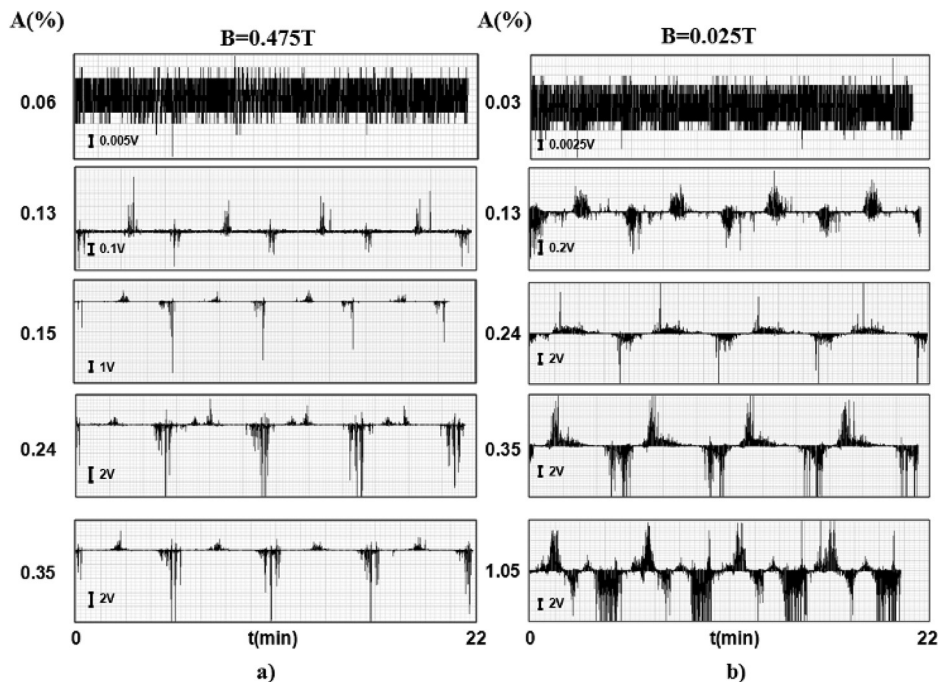 A(%)
B=0.475T
0.06
0.005V
0.13
0.1V
0.15
1V
0.24
2V
0.35
2V
0 t(min) 22
a)
A(%)
B=0.025T
0.03
0.0025V
0.13
0.2V
0.24
2V
0.35
2V
1.05
2V
0 t(min) 22
b)